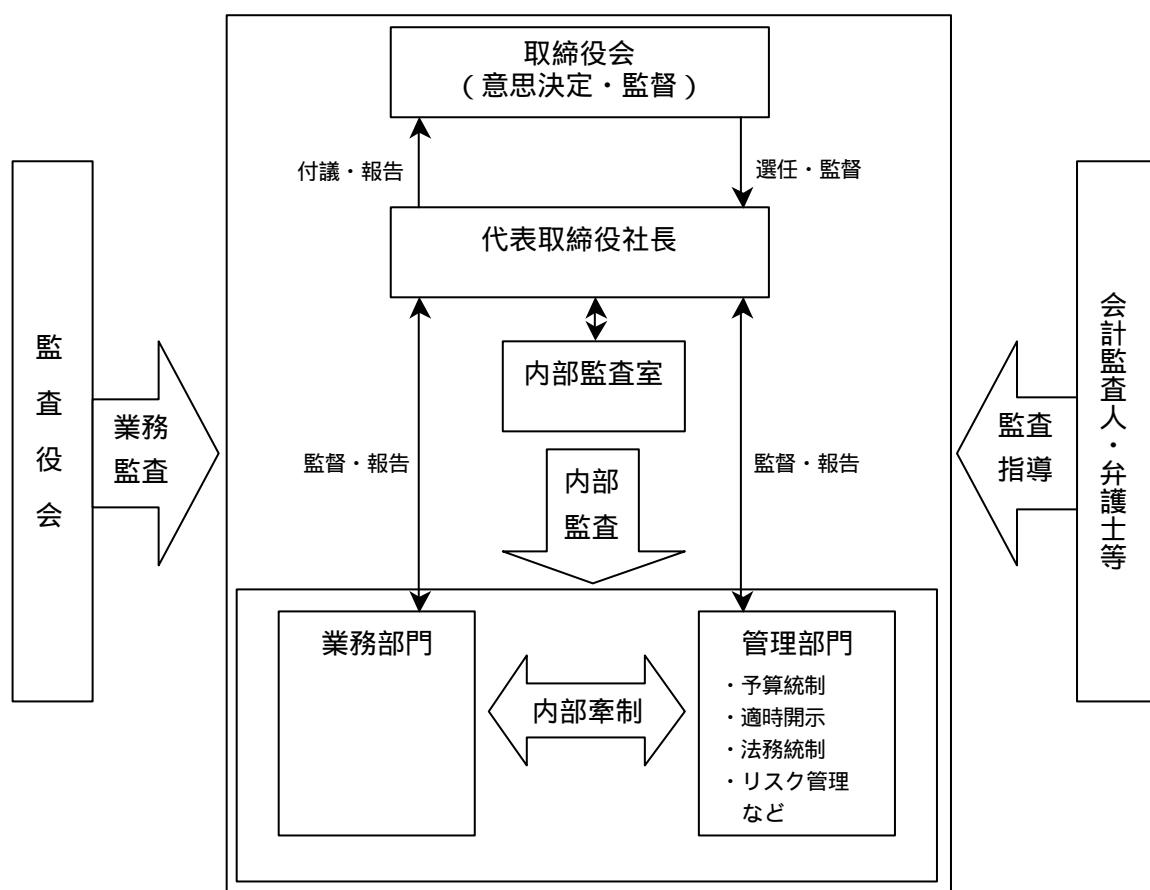 取締役会
(意思決定・監督)
付議・報告
選任・監督
代表取締役社長
内部監査室
監査役会
業務
監査
監督・報告
内部
監査
監督・報告
監査
指導
会計監査人・弁護士等
業務部門
内部牽制
管理部門
・予算統制
・適時開示
・法務統制
・リスク管理
など